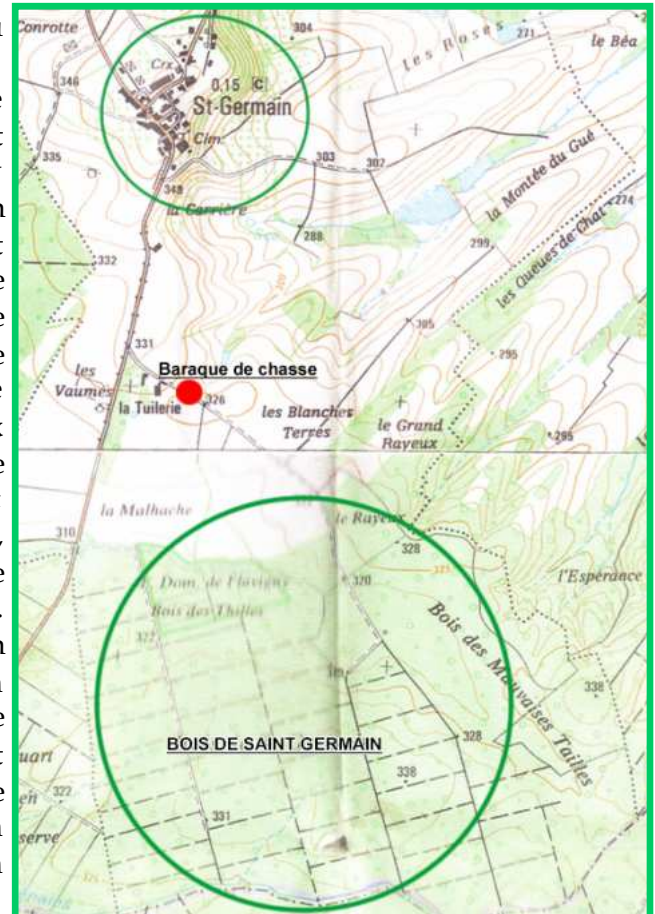 Conrotte
304
les Roses
271
le Béa
Crx.
0.15 C
346
St-Germain
Cim.
335
303
302
348
la Carrière
la Montée du Gué
274
288
299
les Queues de Chat
332
305
331
295
Baraque de chasse
les
Vaumes
la Tuilerie
326
les Blanches
Terres
le Grand
Rayeux
295
la Malhache
310
le Rayeux
328
325
Dom. de Flavigny
320
l'Espérance
Bois des Thilles
322
Bois des Mauvaises Tailles
338
BOIS DE SAINT GERMAIN
328
338
322
en
331
serve